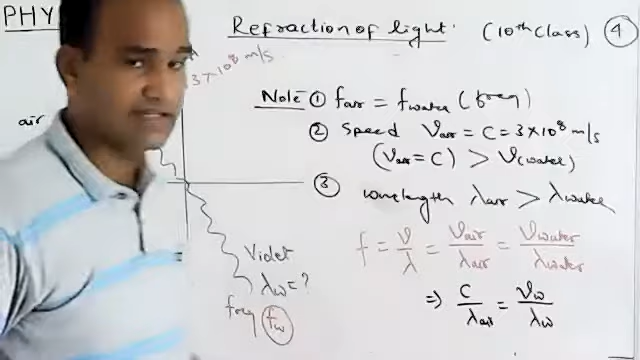 PHY
Refraction of light. (10th Class) 4
3×10⁸ m/s
air
Note ① fair = fwater (freq)
② Speed Vair = C = 3×10⁸ m/s
(Vair = C) > V(water)
③ wavelength λair > λwater
f = V/λ = Vair/λair = Vwater/λwater
⇒ C/λair = Vw/λw
Violet
λw = ?
freq fw